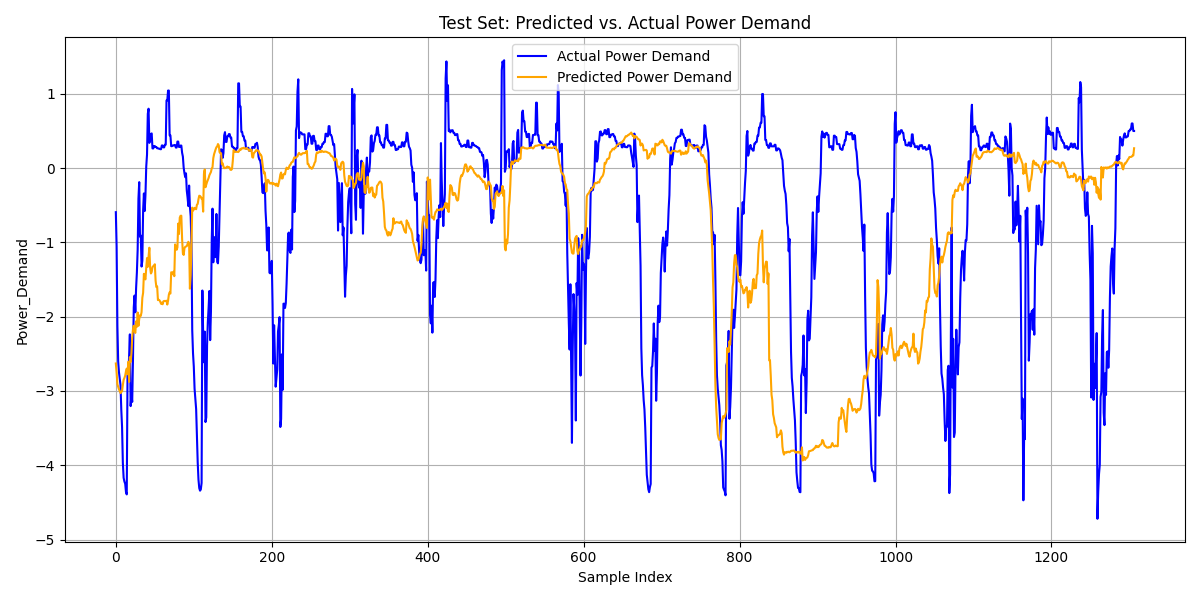 Test Set: Predicted vs. Actual Power Demand
Actual Power Demand
Predicted Power Demand
Power_Demand
1
0
−1
−2
−3
−4
−5
0 200 400 600 800 1000 1200
Sample Index